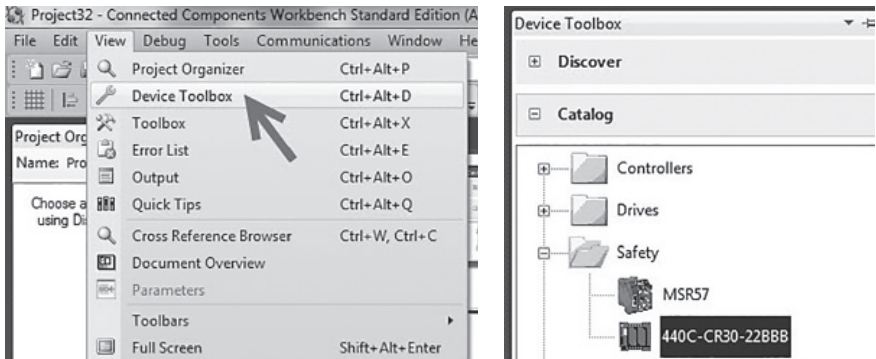 Project32 - Connected Components Workbench Standard Edition (A
File Edit View Debug Tools Communications Window He
Project Organizer Ctrl+Alt+P
Device Toolbox Ctrl+Alt+D
Toolbox Ctrl+Alt+X
Error List Ctrl+Alt+E
Output Ctrl+Alt+O
Quick Tips Ctrl+Alt+Q
Cross Reference Browser Ctrl+W, Ctrl+C
Document Overview
Parameters
Toolbars
Full Screen Shift+Alt+Enter
Project Org
Name: Pro
Choose a
using Di
Device Toolbox
Discover
Catalog
Controllers
Drives
Safety
MSR57
440C-CR30-22BBB